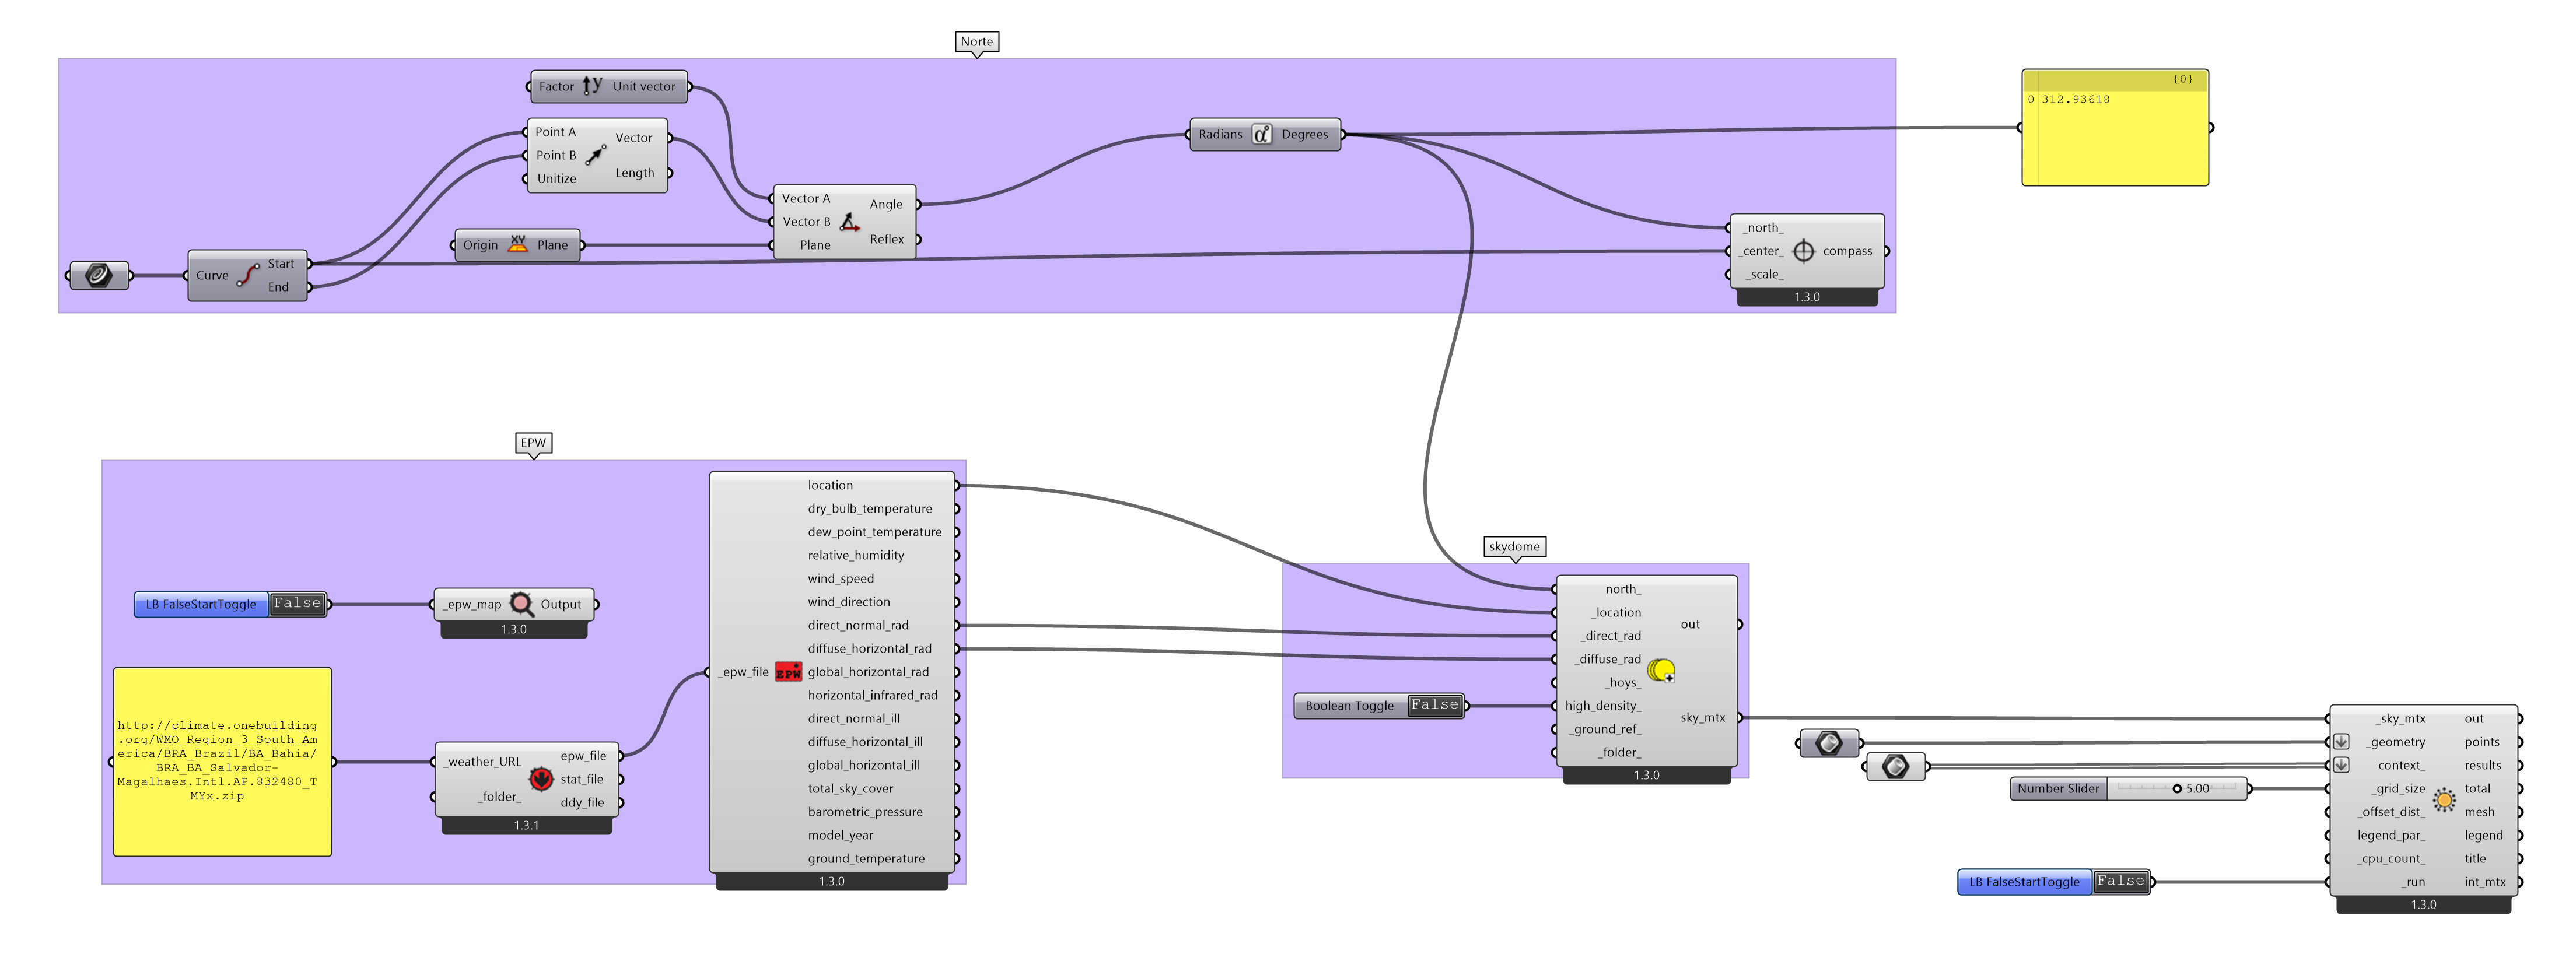 Norte
Factor Unit vector
Point A
Point B
Unitize
Vector
Length
Origin XY Plane
Curve
Start
End
Vector A
Vector B
Plane
Angle
Reflex
Radians α° Degrees
{0}
0 312.93618
_north_
_center_
_scale_
compass
1.3.0
EPW
LB FalseStartToggle False
_epw_map Output
1.3.0
http://climate.onebuilding
.org/WMO_Region_3_South_Am
erica/BRA_Brazil/BA_Bahia/
BRA_BA_Salvador-
Magalhaes.Intl.AP.832480_T
MYx.zip
_weather_URL
_folder_
epw_file
stat_file
ddy_file
1.3.1
_epw_file
EPW
location
dry_bulb_temperature
dew_point_temperature
relative_humidity
wind_speed
wind_direction
direct_normal_rad
diffuse_horizontal_rad
global_horizontal_rad
horizontal_infrared_rad
direct_normal_ill
diffuse_horizontal_ill
global_horizontal_ill
total_sky_cover
barometric_pressure
model_year
ground_temperature
1.3.0
skydome
Boolean Toggle False
north_
_location
_direct_rad
_diffuse_rad
_hoys_
high_density_
_ground_ref_
_folder_
out
sky_mtx
1.3.0
Number Slider 5.00
LB FalseStartToggle False
_sky_mtx
_geometry
context_
_grid_size
_offset_dist_
legend_par_
_cpu_count_
_run
out
points
results
total
mesh
legend
title
int_mtx
1.3.0